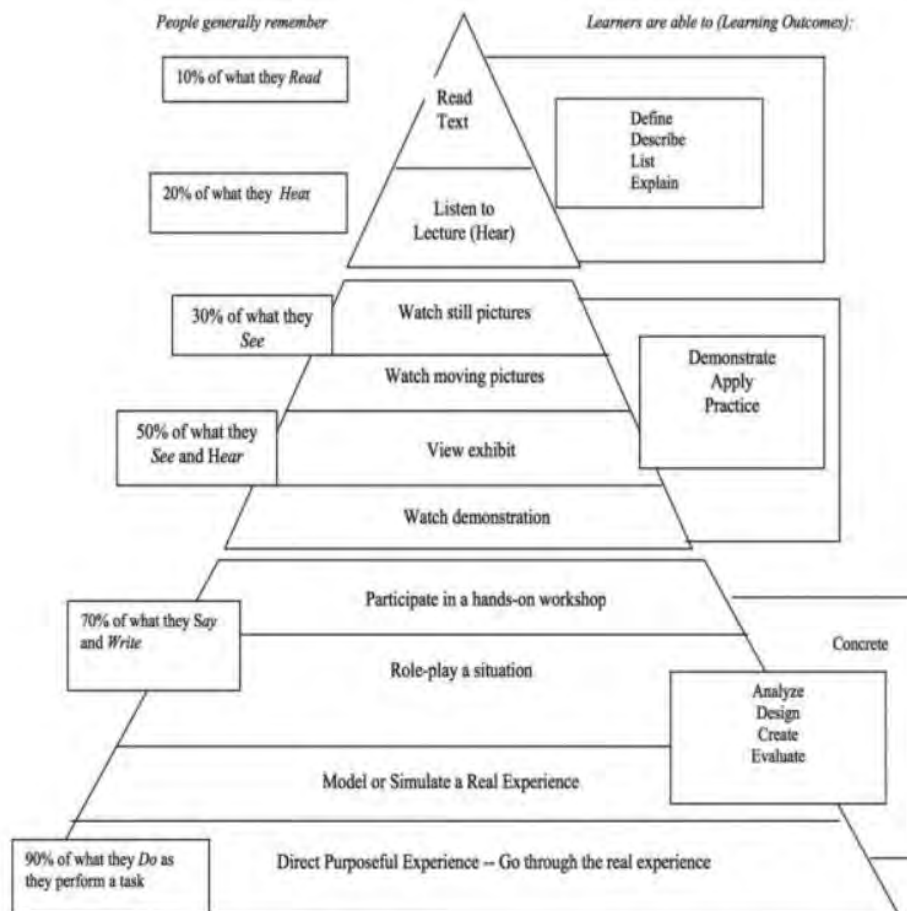 People generally remember
Learners are able to (Learning Outcomes):
10% of what they Read
Read
Text
Define
Describe
List
Explain
20% of what they Hear
Listen to
Lecture (Hear)
30% of what they
See
Watch still pictures
Watch moving pictures
Demonstrate
Apply
Practice
50% of what they
See and Hear
View exhibit
Watch demonstration
70% of what they Say
and Write
Participate in a hands-on workshop
Role-play a situation
Concrete
Analyze
Design
Create
Evaluate
Model or Simulate a Real Experience
90% of what they Do as
they perform a task
Direct Purposeful Experience -- Go through the real experience